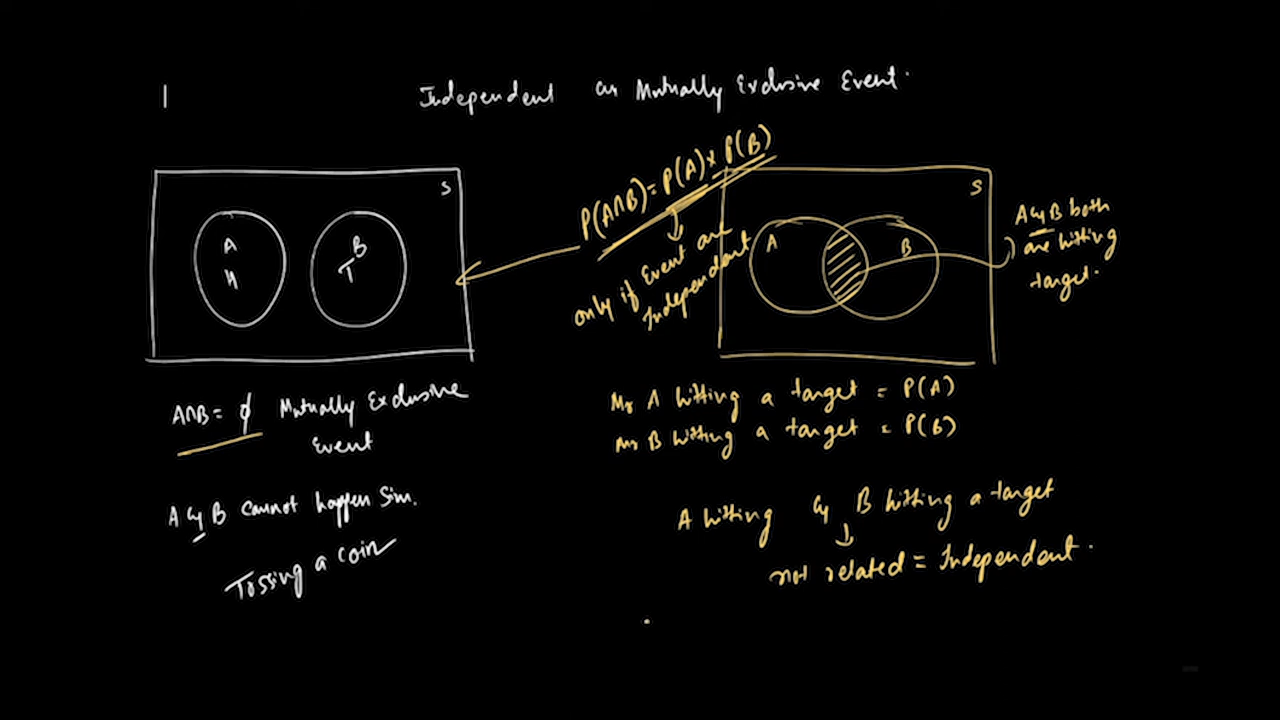 1
Independent or Mutually Exclusive Event.
S
A
H
B
T
A∩B = ϕ Mutually Exclusive
Event
A & B cannot happen Sim.
Tossing a coin
P(A∩B) = P(A) × P(B)
only if Event are
Independent
S
A
B
A & B both
are hitting
target.
Mr A hitting a target = P(A)
Mr B hitting a target = P(B)
A hitting & B hitting a target
not related = Independent.